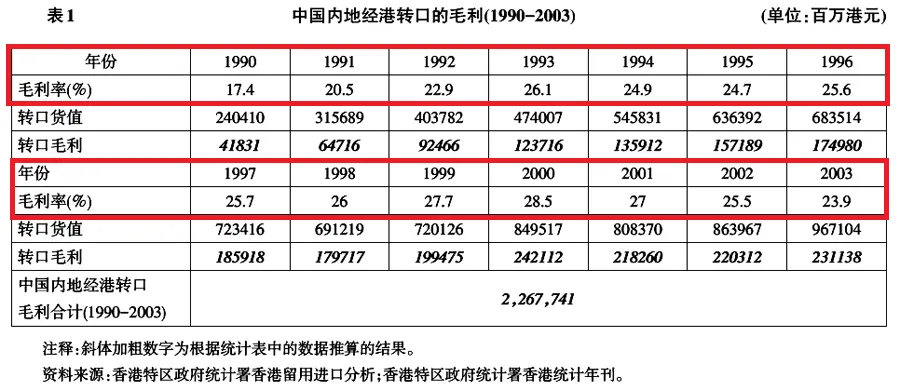 表1 中国内地经港转口的毛利(1990-2003) (单位:百万港元)
年份 1990 1991 1992 1993 1994 1995 1996
毛利率(%) 17.4 20.5 22.9 26.1 24.9 24.7 25.6
转口货值 240410 315689 403782 474007 545831 636392 683514
转口毛利 41831 64716 92466 123716 135912 157189 174980
年份 1997 1998 1999 2000 2001 2002 2003
毛利率(%) 25.7 26 27.7 28.5 27 25.5 23.9
转口货值 723416 691219 720126 849517 808370 863967 967104
转口毛利 185918 179717 199475 242112 218260 220312 231138
中国内地经港转口
毛利合计(1990-2003) 2,267,741
注释:斜体加粗数字为根据统计表中的数据推算的结果。
资料来源:香港特区政府统计署香港留用进口分析;香港特区政府统计署香港统计年刊。